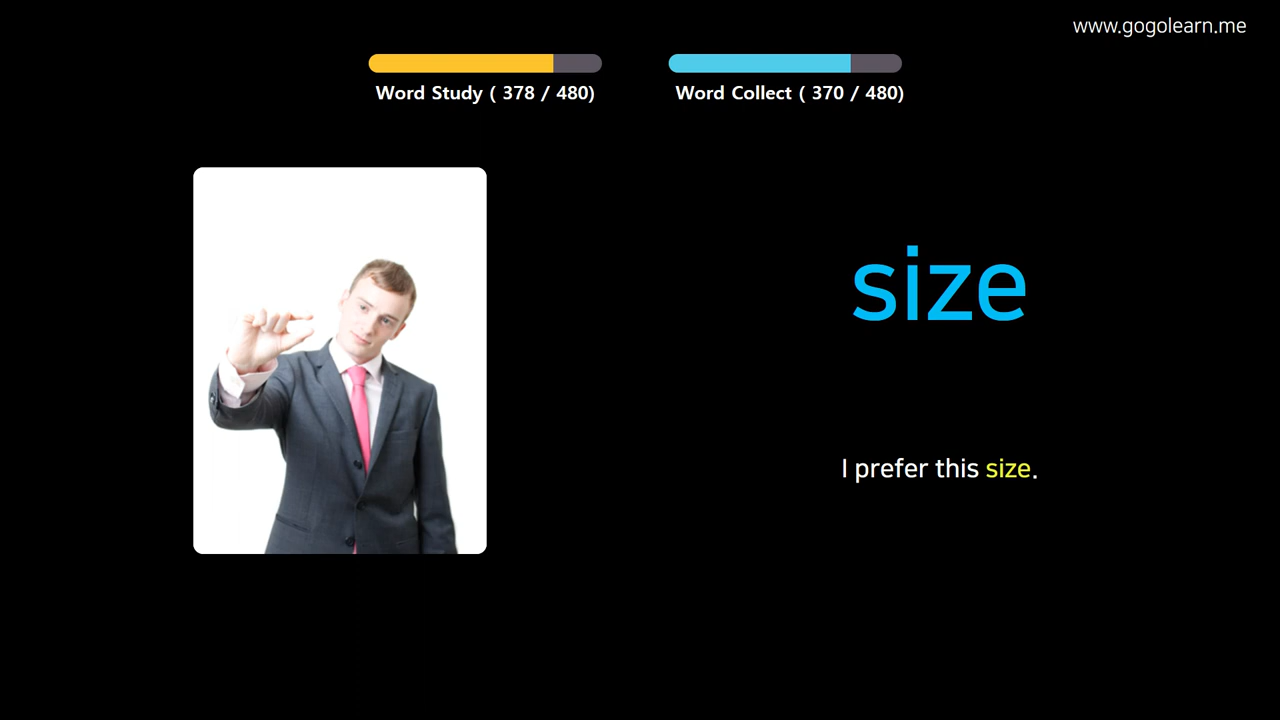 www.gogolearn.me
Word Study ( 378 / 480)
Word Collect ( 370 / 480)
size
I prefer this size.